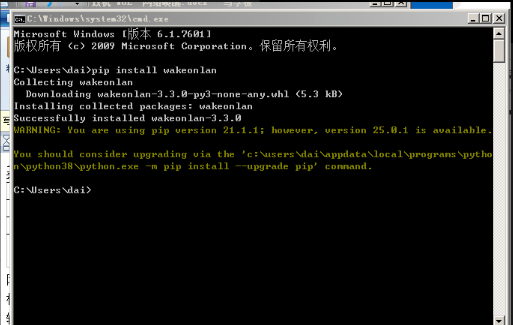 C:\Windows\system32\cmd.exe
Microsoft Windows [版本 6.1.7601]
版权所有 (c) 2009 Microsoft Corporation。保留所有权利。
C:\Users\dai>pip install wakeonlan
Collecting wakeonlan
Downloading wakeonlan-3.3.0-py3-none-any.whl (5.3 kB)
Installing collected packages: wakeonlan
Successfully installed wakeonlan-3.3.0
WARNING: You are using pip version 21.1.1; however, version 25.0.1 is available.
You should consider upgrading via the 'c:\users\dai\appdata\local\programs\pytho
n\python38\python.exe -m pip install --upgrade pip' command.
C:\Users\dai>